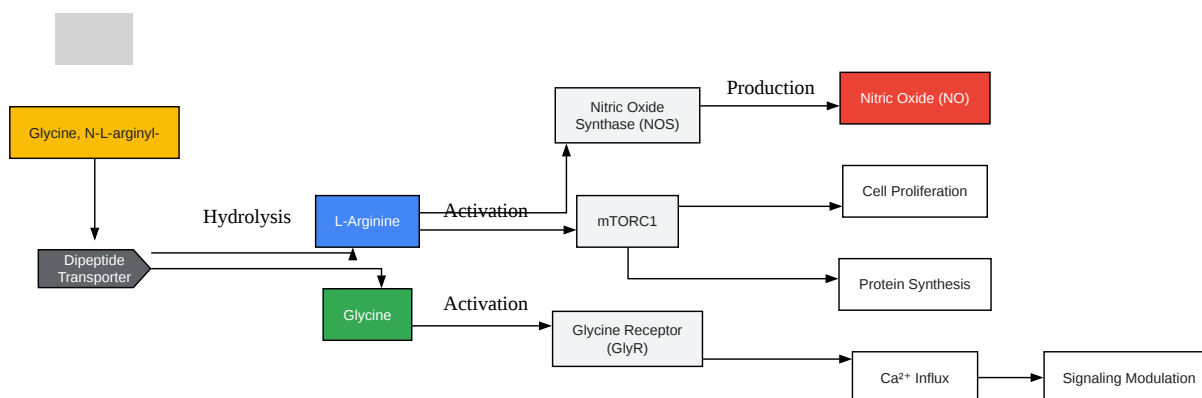 Glycine, N-L-arginyl-
Dipeptide
Transporter
Hydrolysis
L-Arginine
Glycine
Activation
Activation
Nitric Oxide
Synthase (NOS)
Production
Nitric Oxide (NO)
mTORC1
Cell Proliferation
Protein Synthesis
Glycine Receptor
(GlyR)
Ca²⁺ Influx
Signaling Modulation